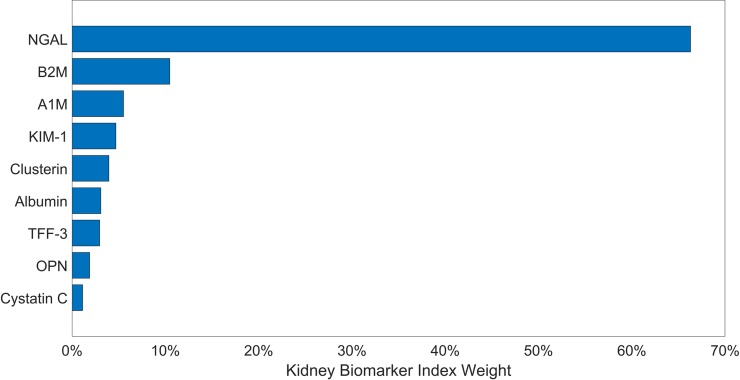 NGAL
B2M
A1M
KIM-1
Clusterin
Albumin
TFF-3
OPN
Cystatin C
0% 10% 20% 30% 40% 50% 60% 70%
Kidney Biomarker Index Weight